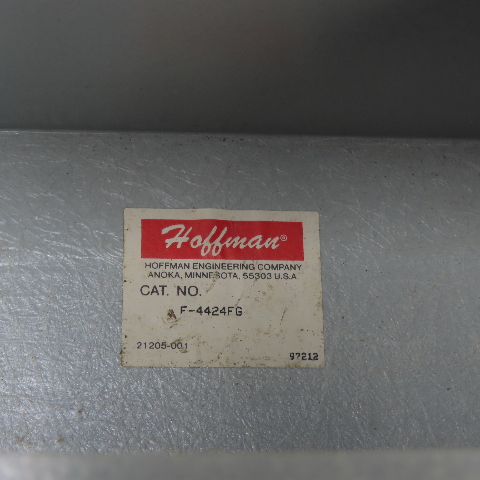 Hoffman®
HOFFMAN ENGINEERING COMPANY
ANOKA, MINNESOTA, 55303 U.S.A
CAT. NO.
F-4424FG
21205-001
97212